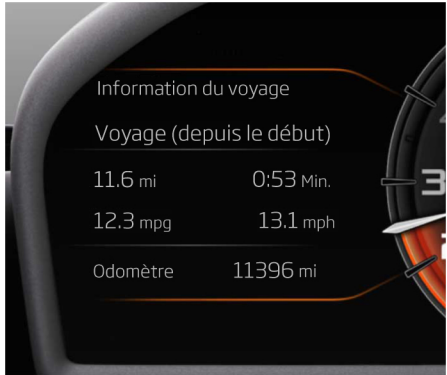 Information du voyage
Voyage (depuis le début)
11.6 mi 0:53 Min.
12.3 mpg 13.1 mph
Odomètre 11396 mi
3